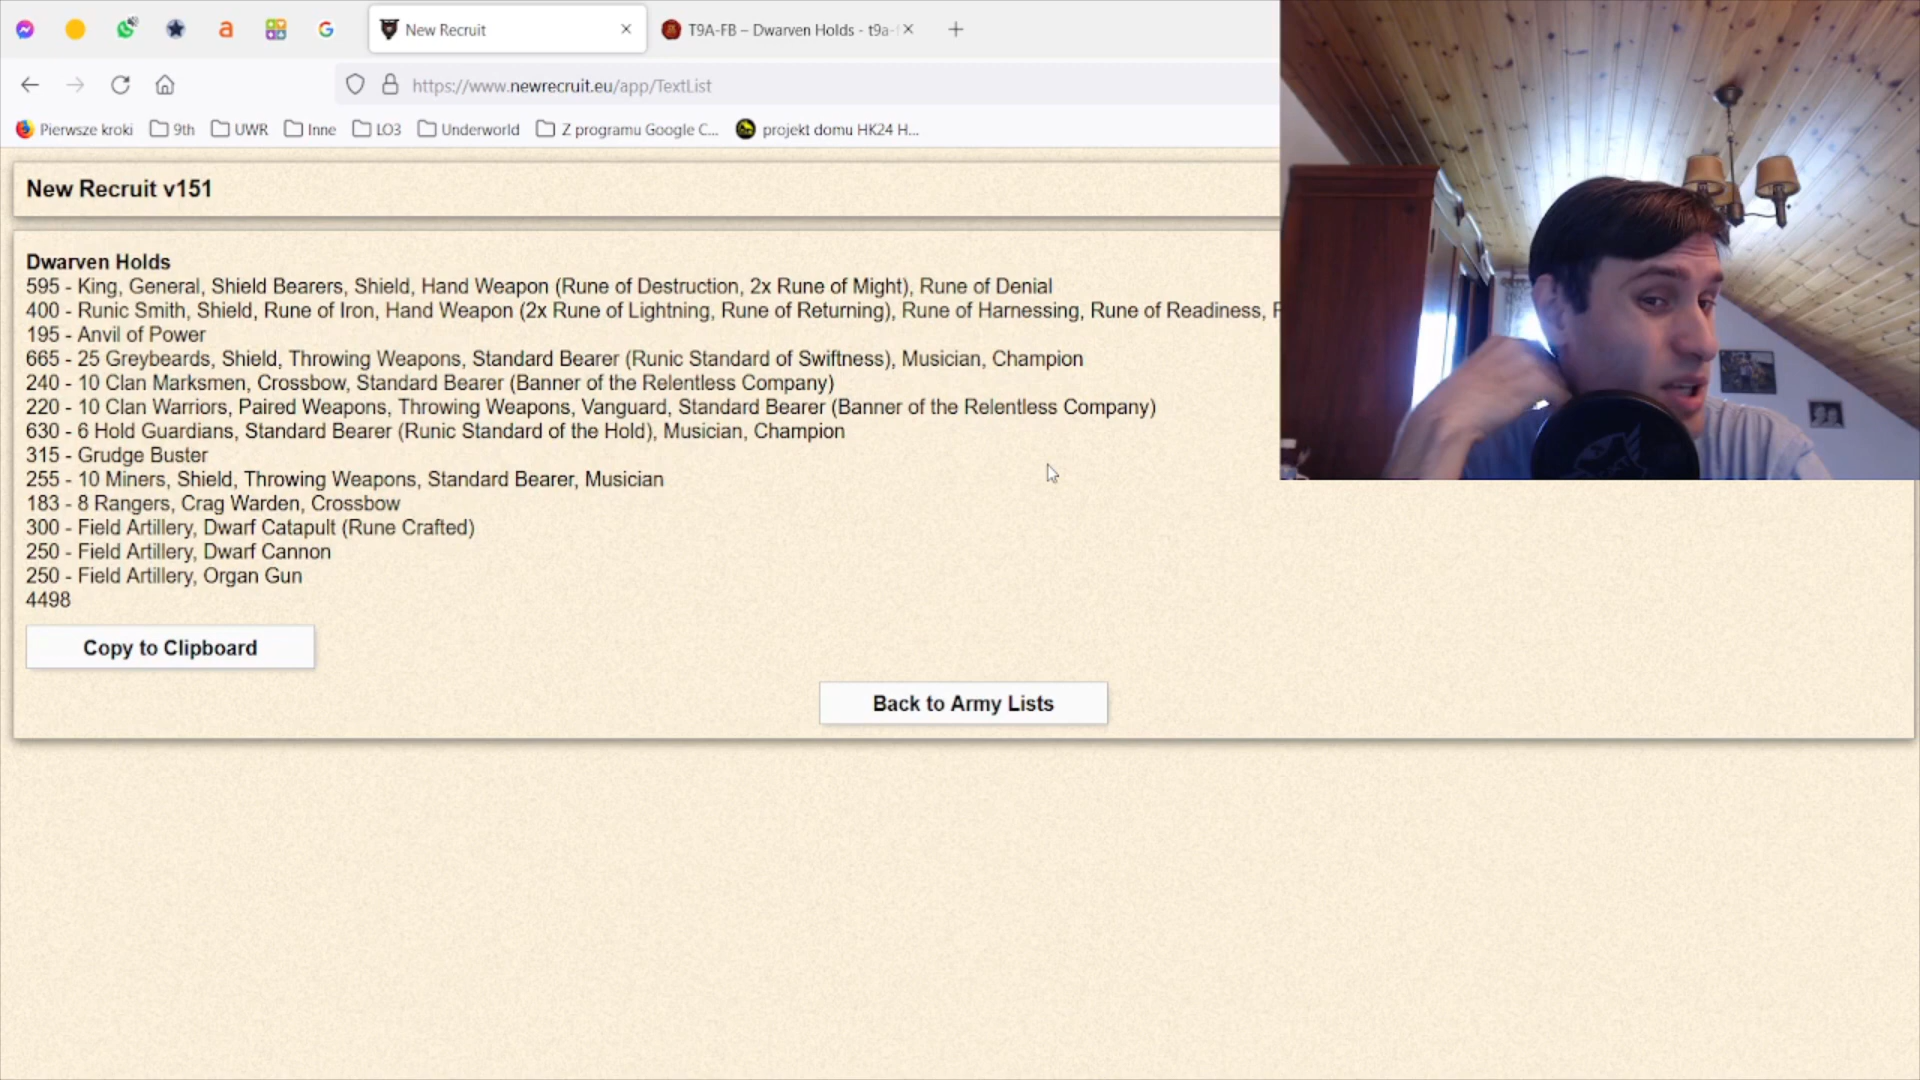 New Recruit
T9A-FB – Dwarven Holds - t9a-
https://www.newrecruit.eu/app/TextList
Pierwsze kroki
9th
UWR
Inne
LO3
Underworld
Z programu Google C...
projekt domu HK24 H...
New Recruit v151
Dwarven Holds
595 - King, General, Shield Bearers, Shield, Hand Weapon (Rune of Destruction, 2x Rune of Might), Rune of Denial
400 - Runic Smith, Shield, Rune of Iron, Hand Weapon (2x Rune of Lightning, Rune of Returning), Rune of Harnessing, Rune of Readiness,
195 - Anvil of Power
665 - 25 Greybeards, Shield, Throwing Weapons, Standard Bearer (Runic Standard of Swiftness), Musician, Champion
240 - 10 Clan Marksmen, Crossbow, Standard Bearer (Banner of the Relentless Company)
220 - 10 Clan Warriors, Paired Weapons, Throwing Weapons, Vanguard, Standard Bearer (Banner of the Relentless Company)
630 - 6 Hold Guardians, Standard Bearer (Runic Standard of the Hold), Musician, Champion
315 - Grudge Buster
255 - 10 Miners, Shield, Throwing Weapons, Standard Bearer, Musician
183 - 8 Rangers, Crag Warden, Crossbow
300 - Field Artillery, Dwarf Catapult (Rune Crafted)
250 - Field Artillery, Dwarf Cannon
250 - Field Artillery, Organ Gun
4498
Copy to Clipboard
Back to Army Lists